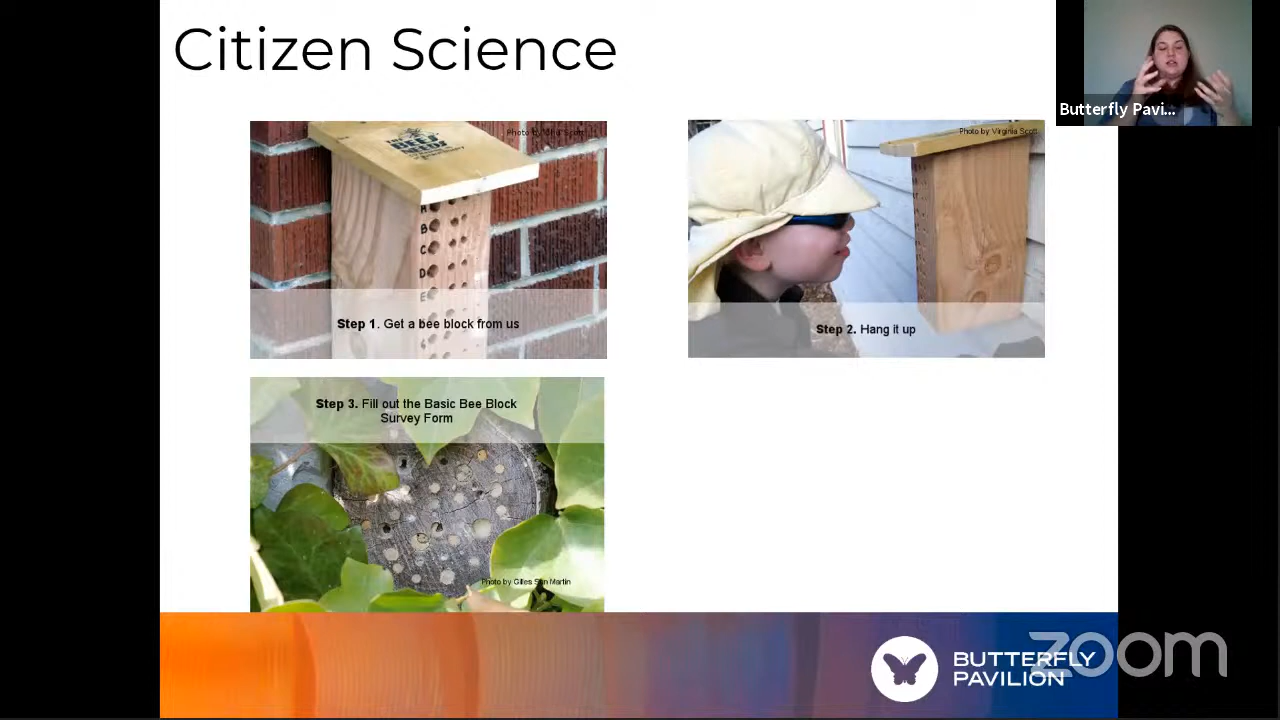 Citizen Science
Butterfly Pavi...
Photo by
Photo by Virginia Scott
A
B
C
D
E
Step 1. Get a bee block from us
Step 2. Hang it up
Step 3. Fill out the Basic Bee Block
Survey Form
Photo by Gilles San Martin
BUTTERFLY
PAVILION
zoom